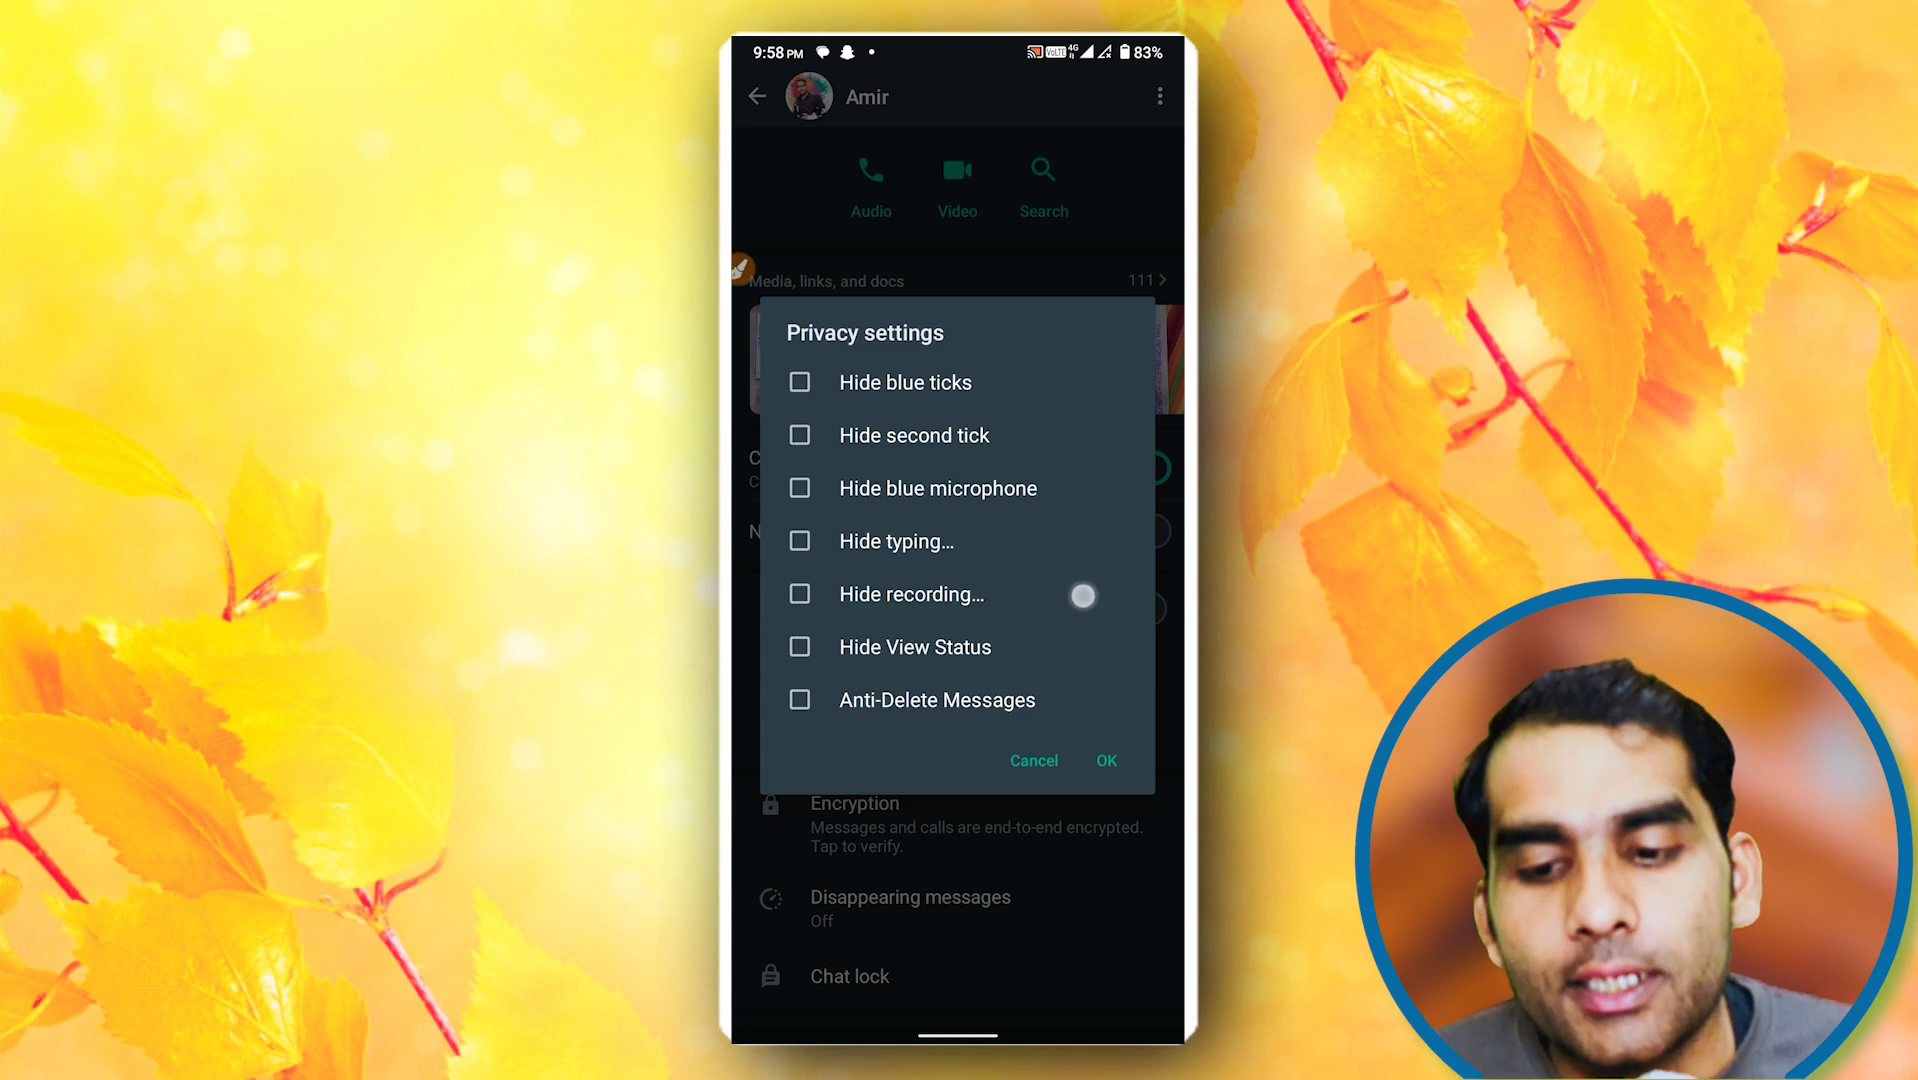 9:58 PM
VoLTE 4G 83%
Amir
Audio Video Search
Media, links, and docs 111
Privacy settings
Hide blue ticks
Hide second tick
Hide blue microphone
Hide typing...
Hide recording...
Hide View Status
Anti-Delete Messages
Cancel OK
Encryption
Messages and calls are end-to-end encrypted.
Tap to verify.
Disappearing messages
Off
Chat lock